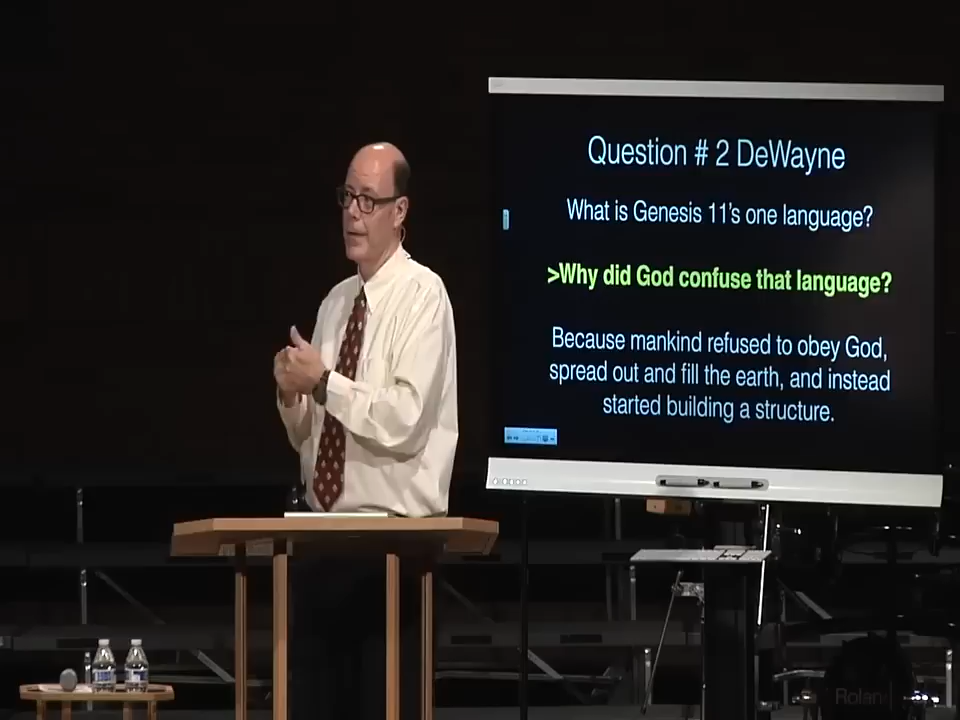 Question # 2 DeWayne
What is Genesis 11's one language?
>Why did God confuse that language?
Because mankind refused to obey God,
spread out and fill the earth, and instead
started building a structure.
Roland